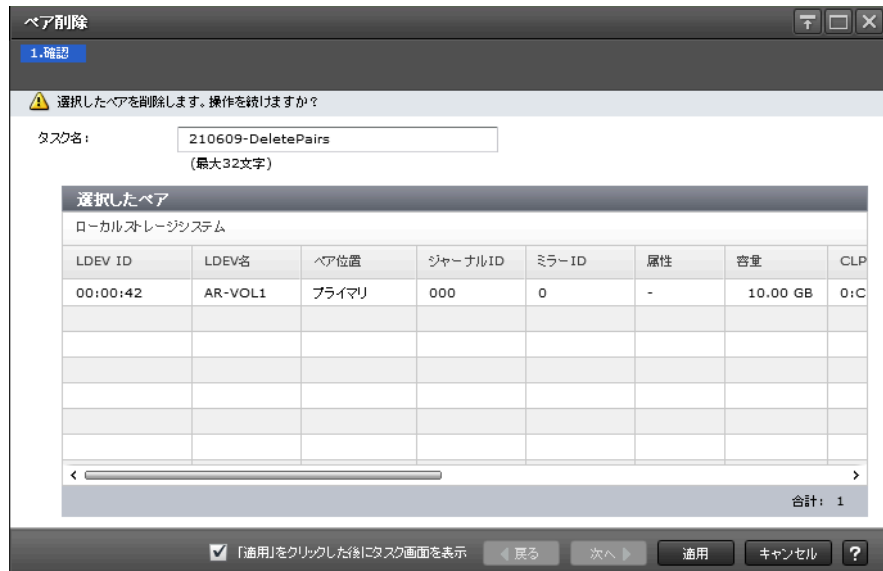 ペア削除
1.確認
選択したペアを削除します。操作を続けますか?
タスク名: 210609-DeletePairs
(最大32文字)
選択したペア
ローカルストレージシステム
LDEV ID LDEV名 ペア位置 ジャーナルID ミラーID 属性 容量 CLP
00:00:42 AR-VOL1 プライマリ 000 0 - 10.00 GB 0:C
合計: 1
「適用」をクリックした後にタスク画面を表示 戻る 次へ 適用 キャンセル ?